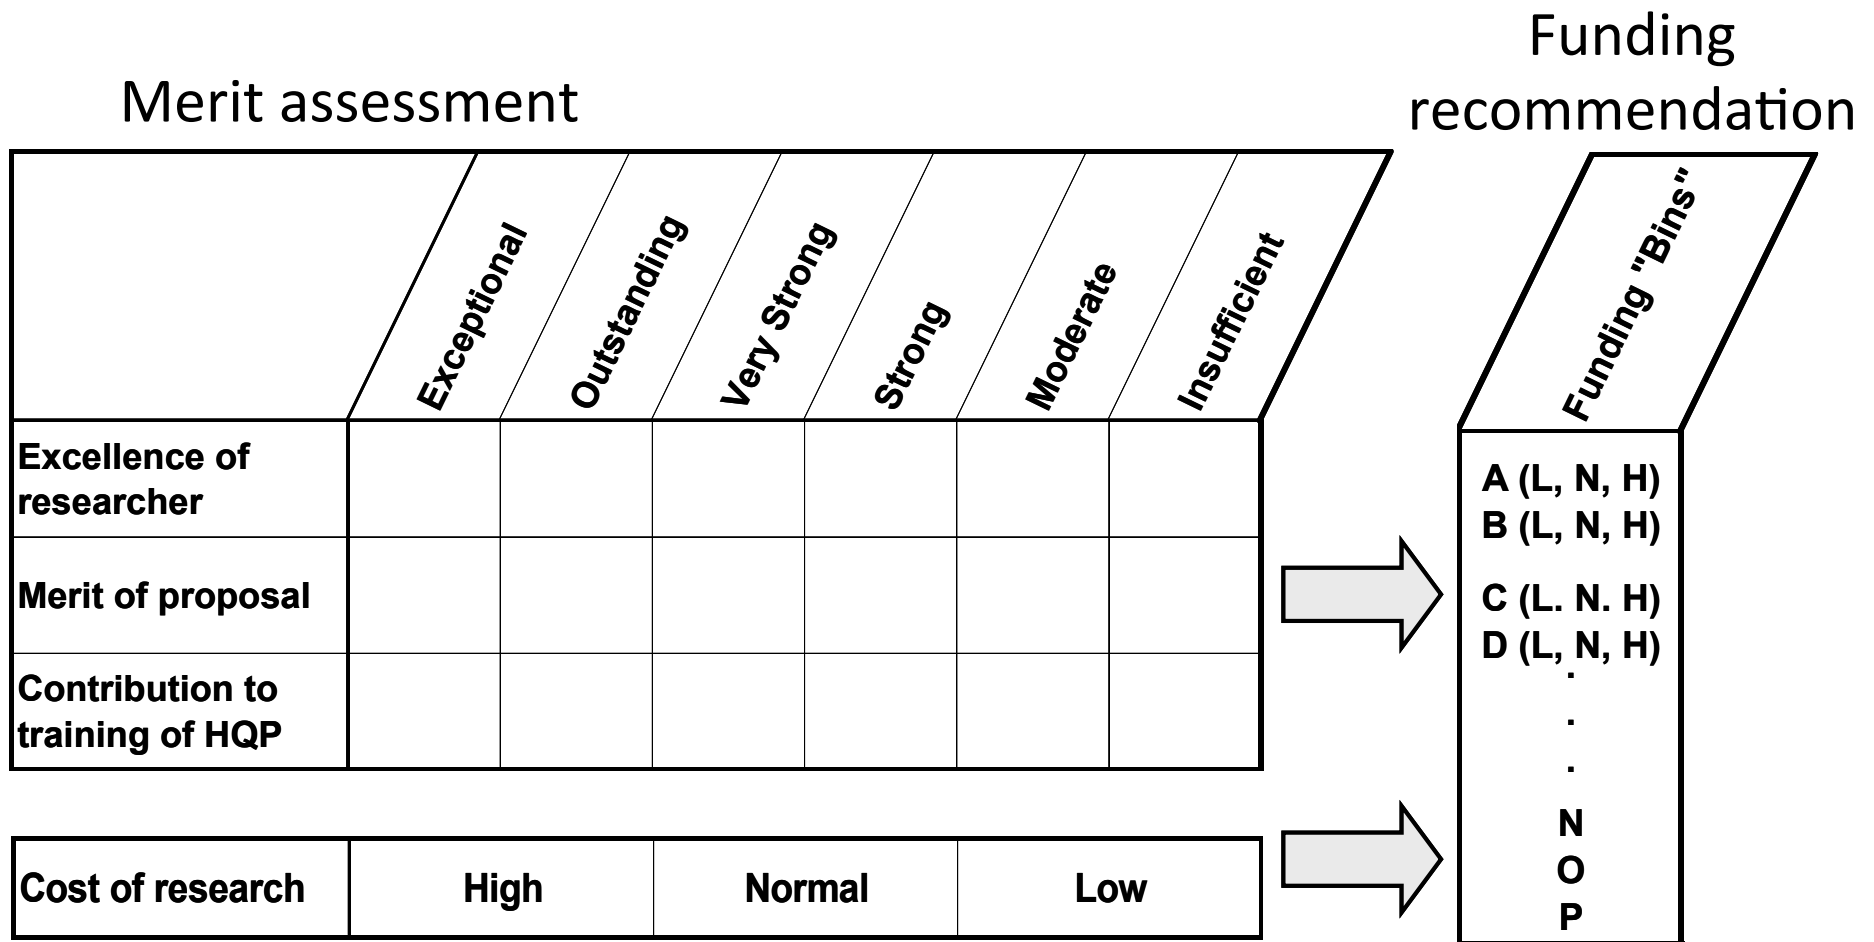 Merit assessment
Funding
recommendation
Exceptional
Outstanding
Very Strong
Strong
Moderate
Insufficient
Funding "Bins"
Excellence of
researcher
Merit of proposal
Contribution to
training of HQP
Cost of research
High
Normal
Low
A (L, N, H)
B (L, N, H)
C (L. N. H)
D (L, N, H)
.
.
.
N
O
P